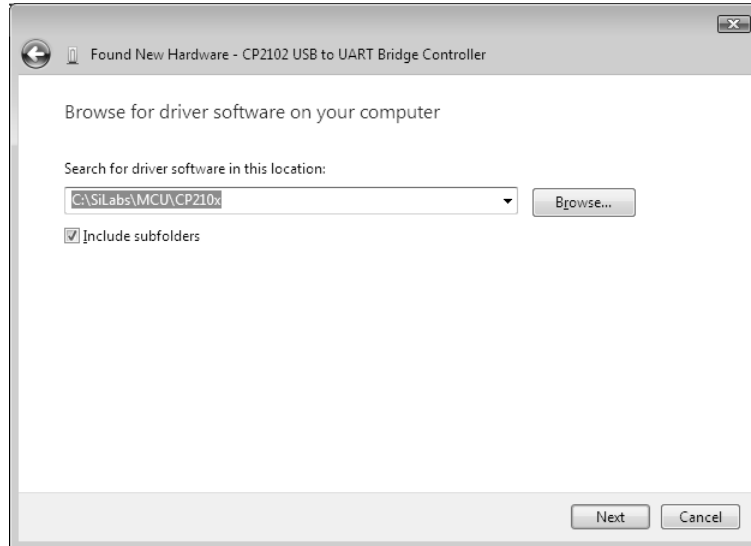 Found New Hardware - CP2102 USB to UART Bridge Controller
Browse for driver software on your computer
Search for driver software in this location:
C:\SiLabs\MCU\CP210x
Browse...
Include subfolders
Next
Cancel